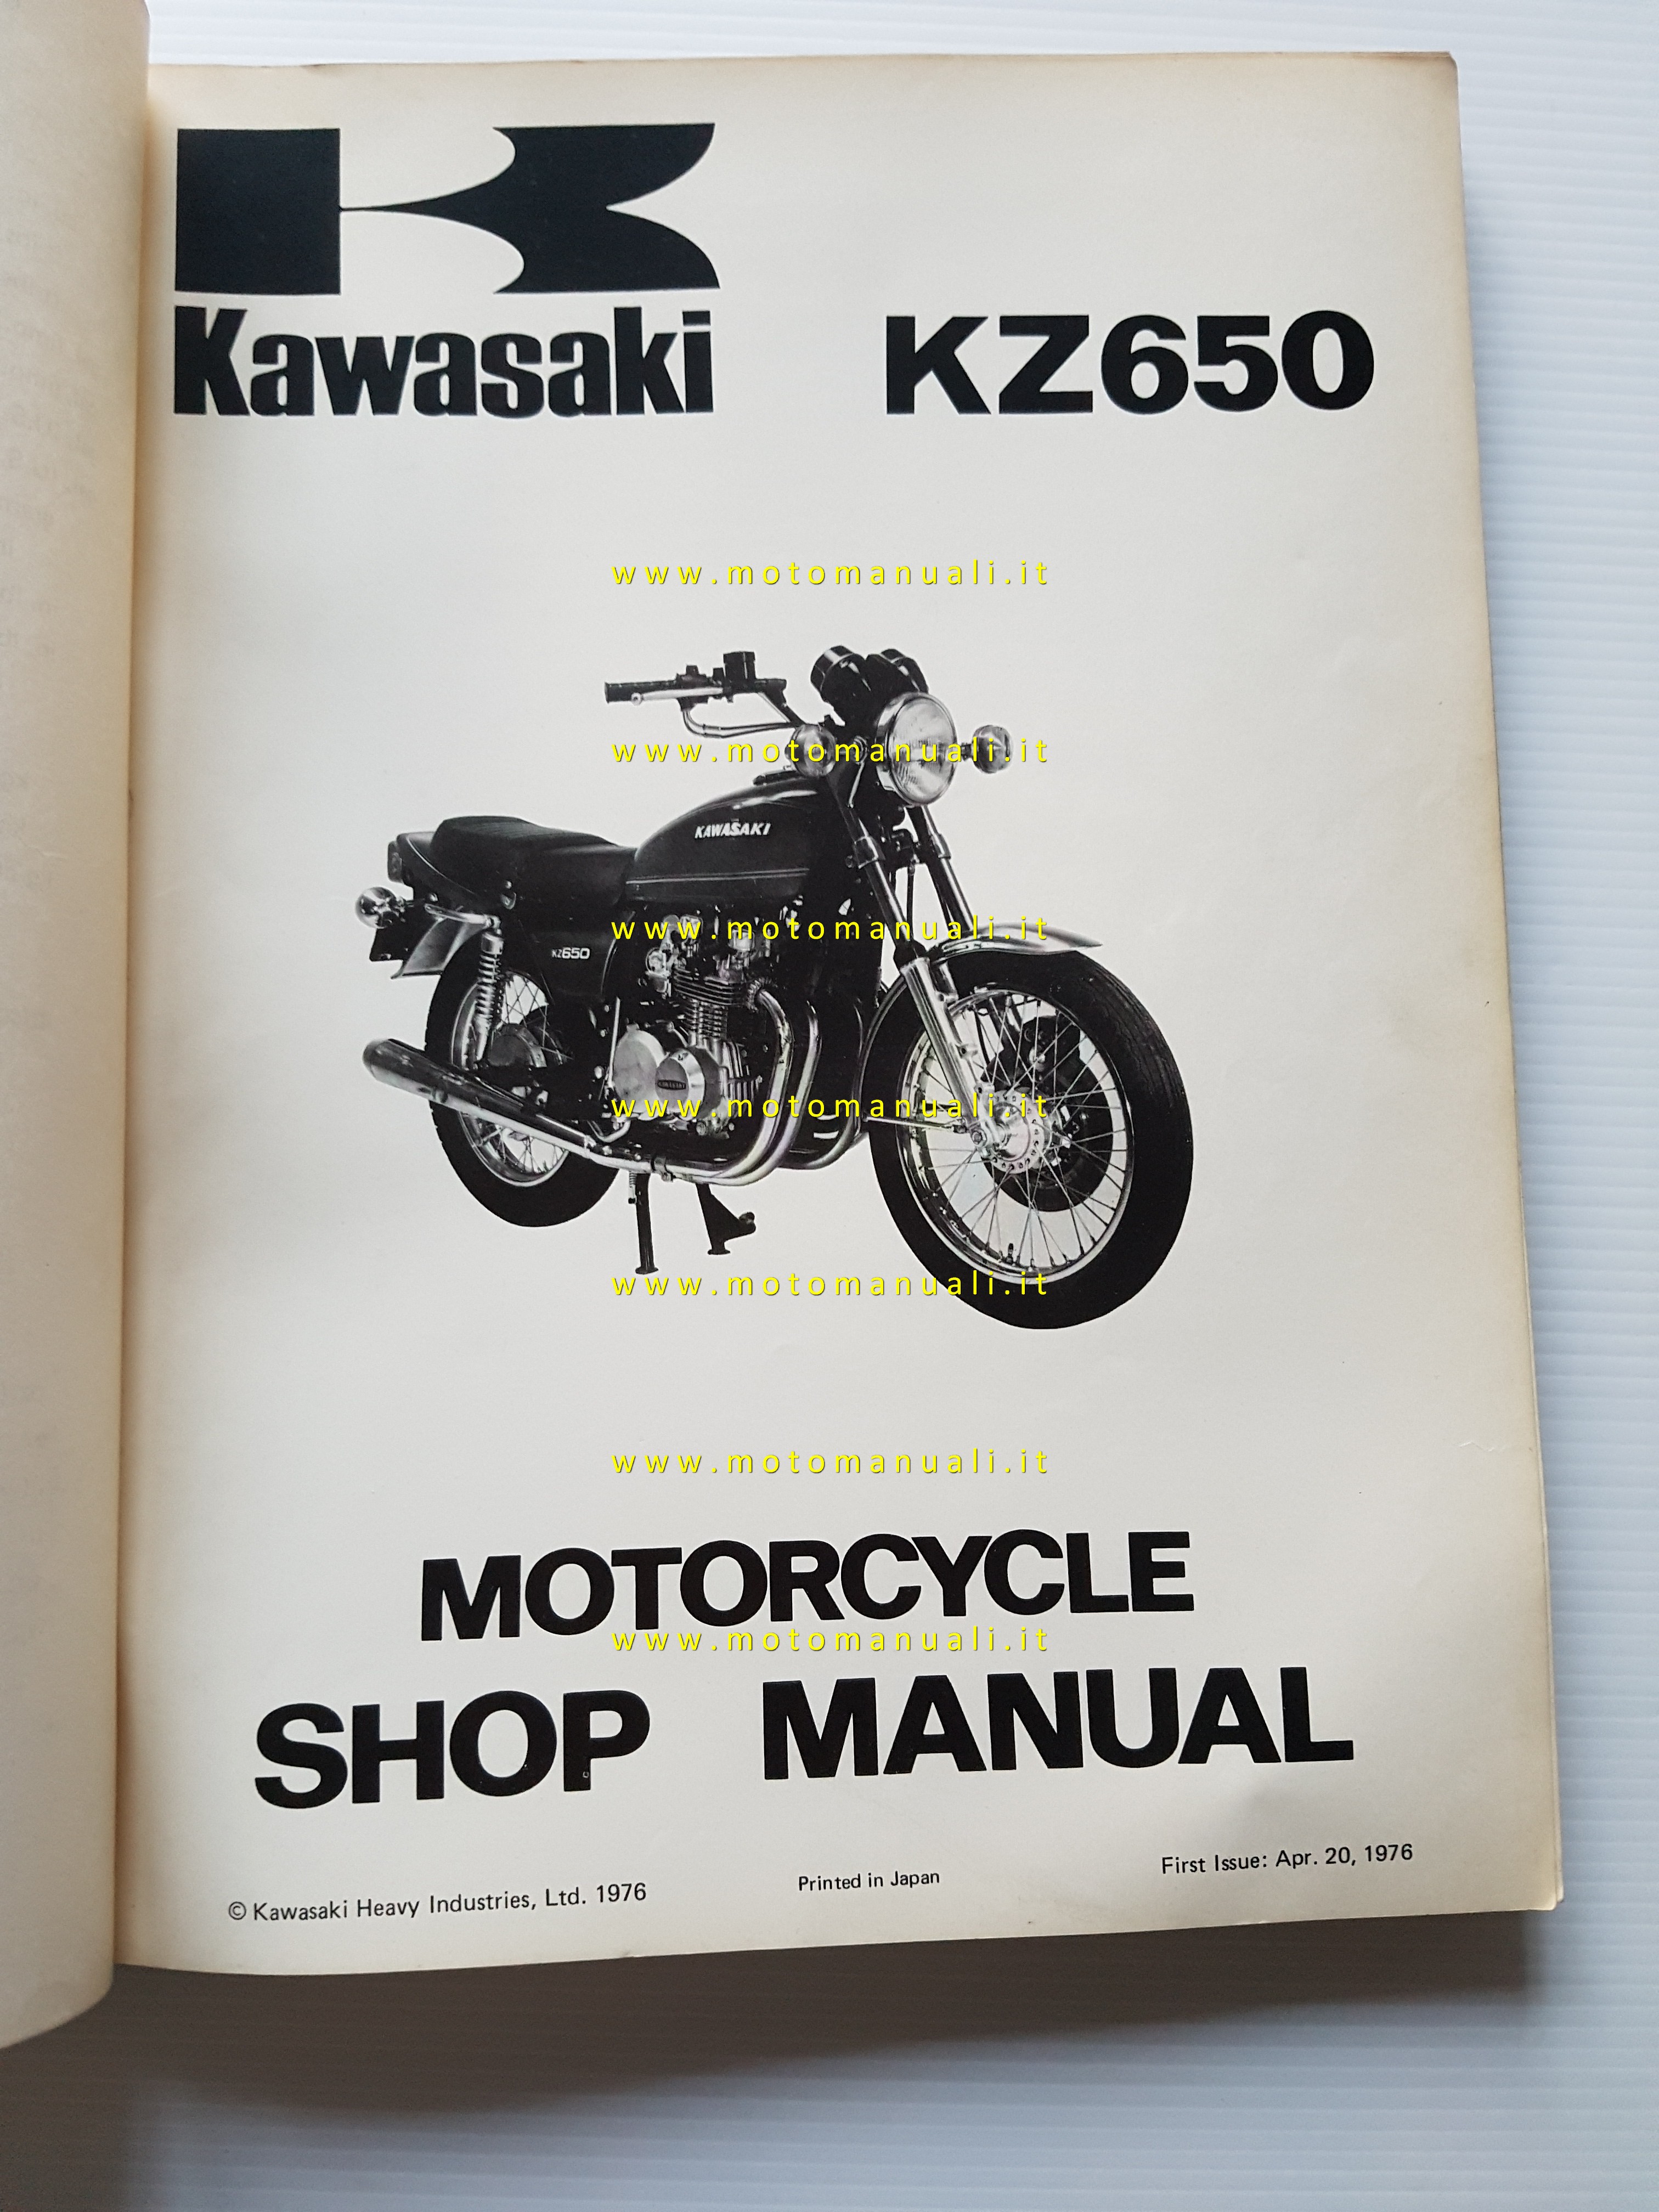 Kawasaki KZ650
www.motomanuali.it
www.motomanuali.it
KAWASAKI
www.motomanuali.it
KZ650
www.motomanuali.it
www.motomanuali.it
www.motomanuali.it
MOTORCYCLE
www.motomanuali.it
SHOP MANUAL
© Kawasaki Heavy Industries, Ltd. 1976 Printed in Japan First Issue: Apr. 20, 1976